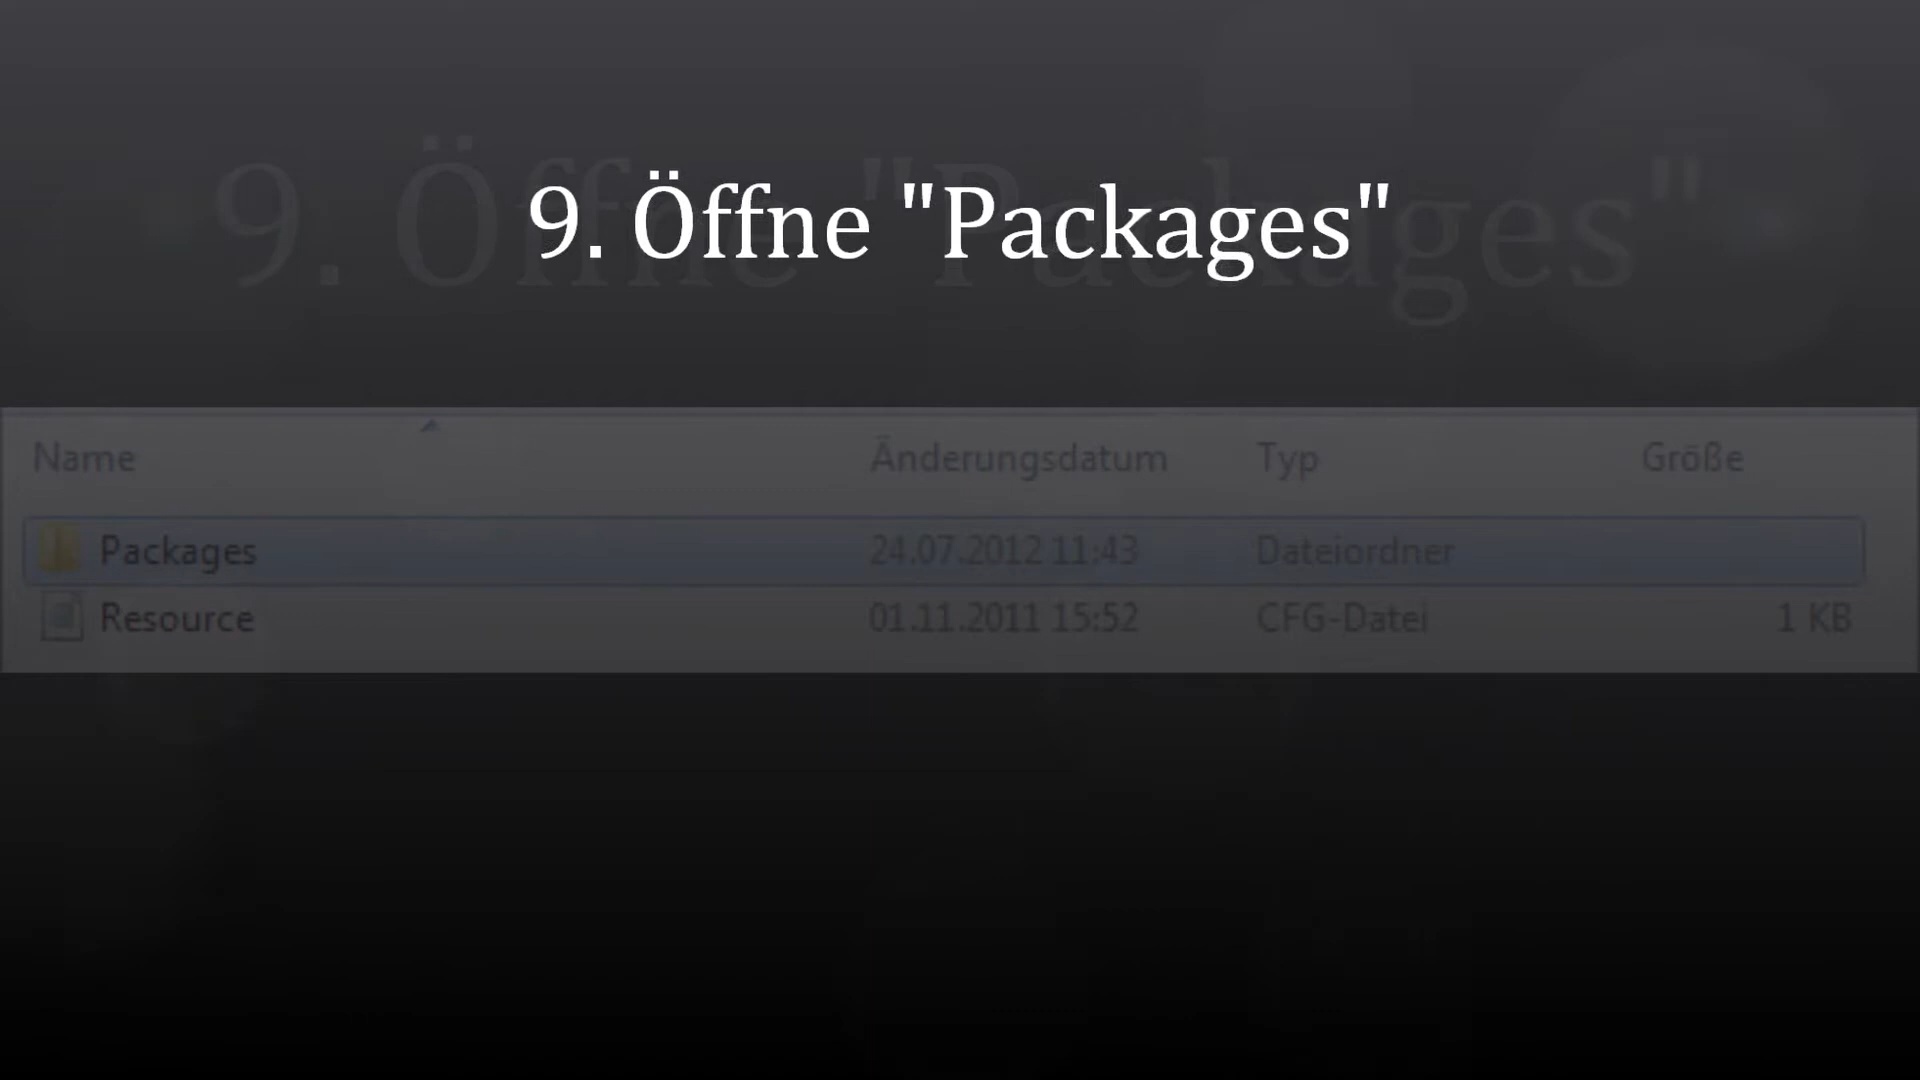 9. Öffne "Packages"
Name Änderungsdatum Typ Größe
Packages 24.07.2012 11:43 Dateiordner
Resource 01.11.2011 15:52 CFG-Datei 1 KB